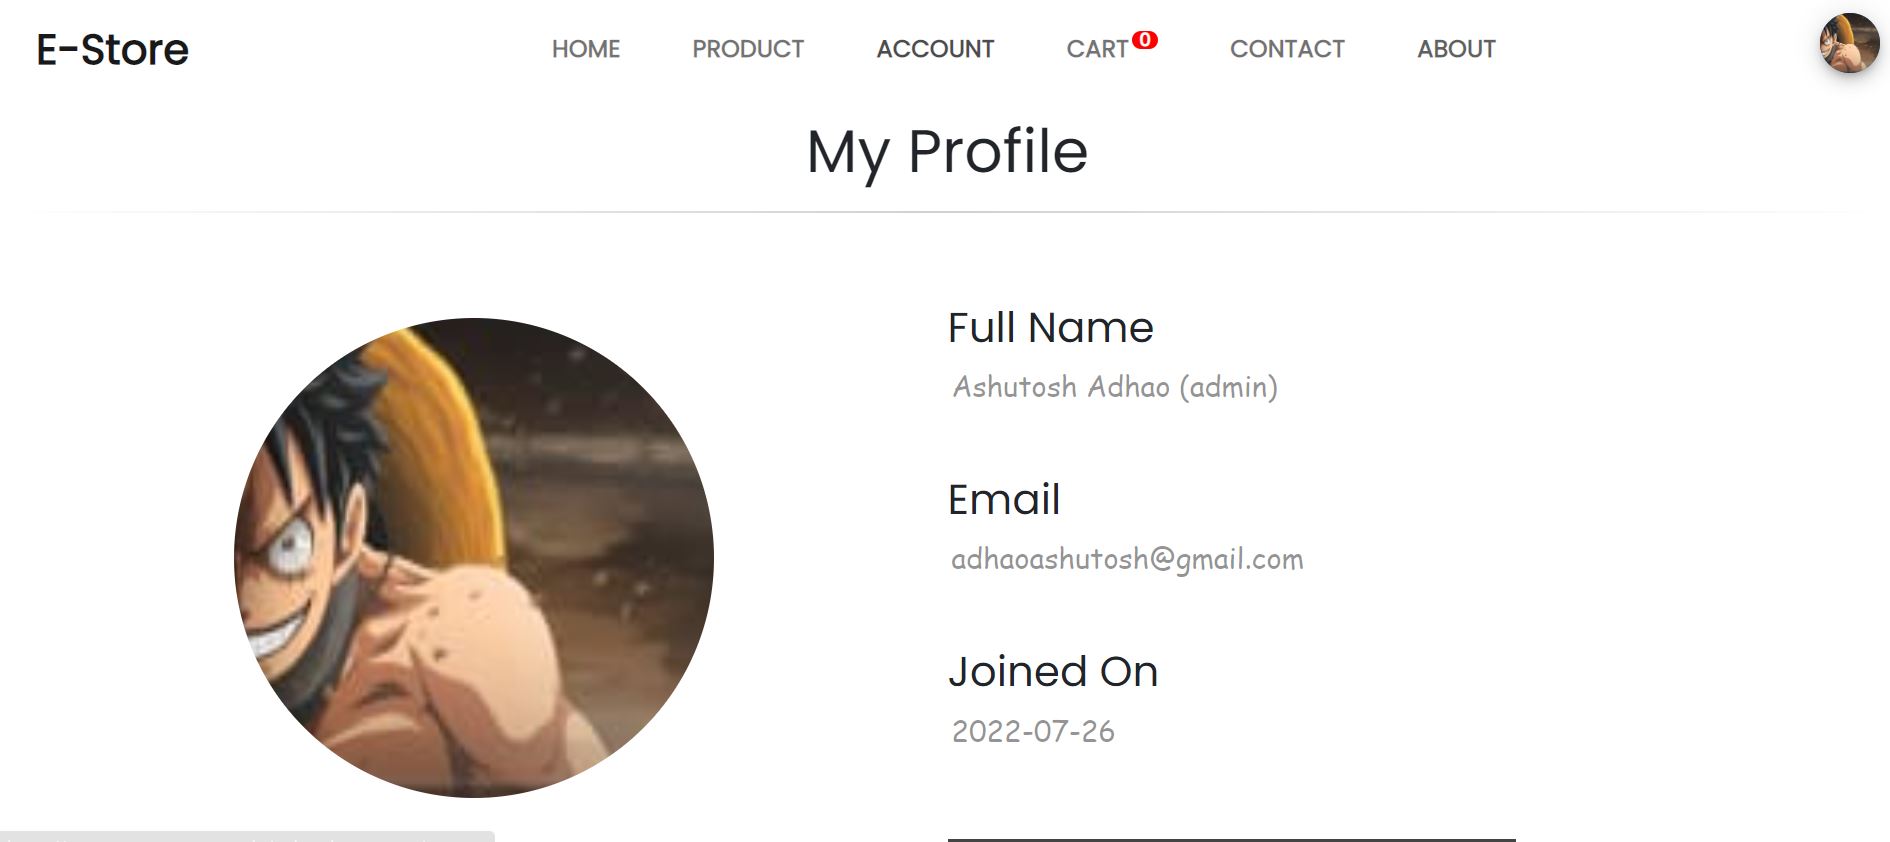 E-Store
HOME PRODUCT ACCOUNT CART 0 CONTACT ABOUT
My Profile
Full Name
Ashutosh Adhao (admin)
Email
adhaoashutosh@gmail.com
Joined On
2022-07-26